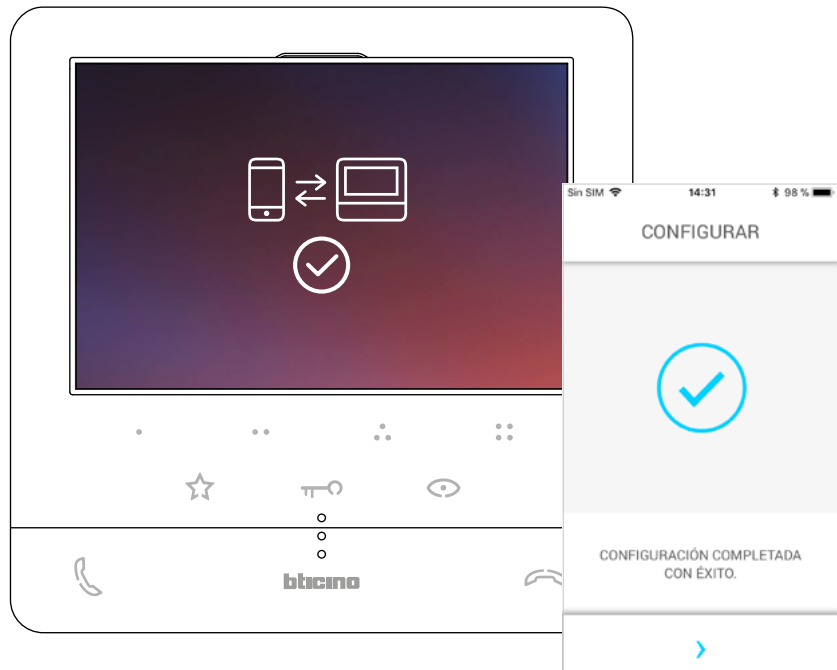 bticino
Sin SIM 14:31 98 %
CONFIGURAR
CONFIGURACIÓN COMPLETADA
CON ÉXITO.